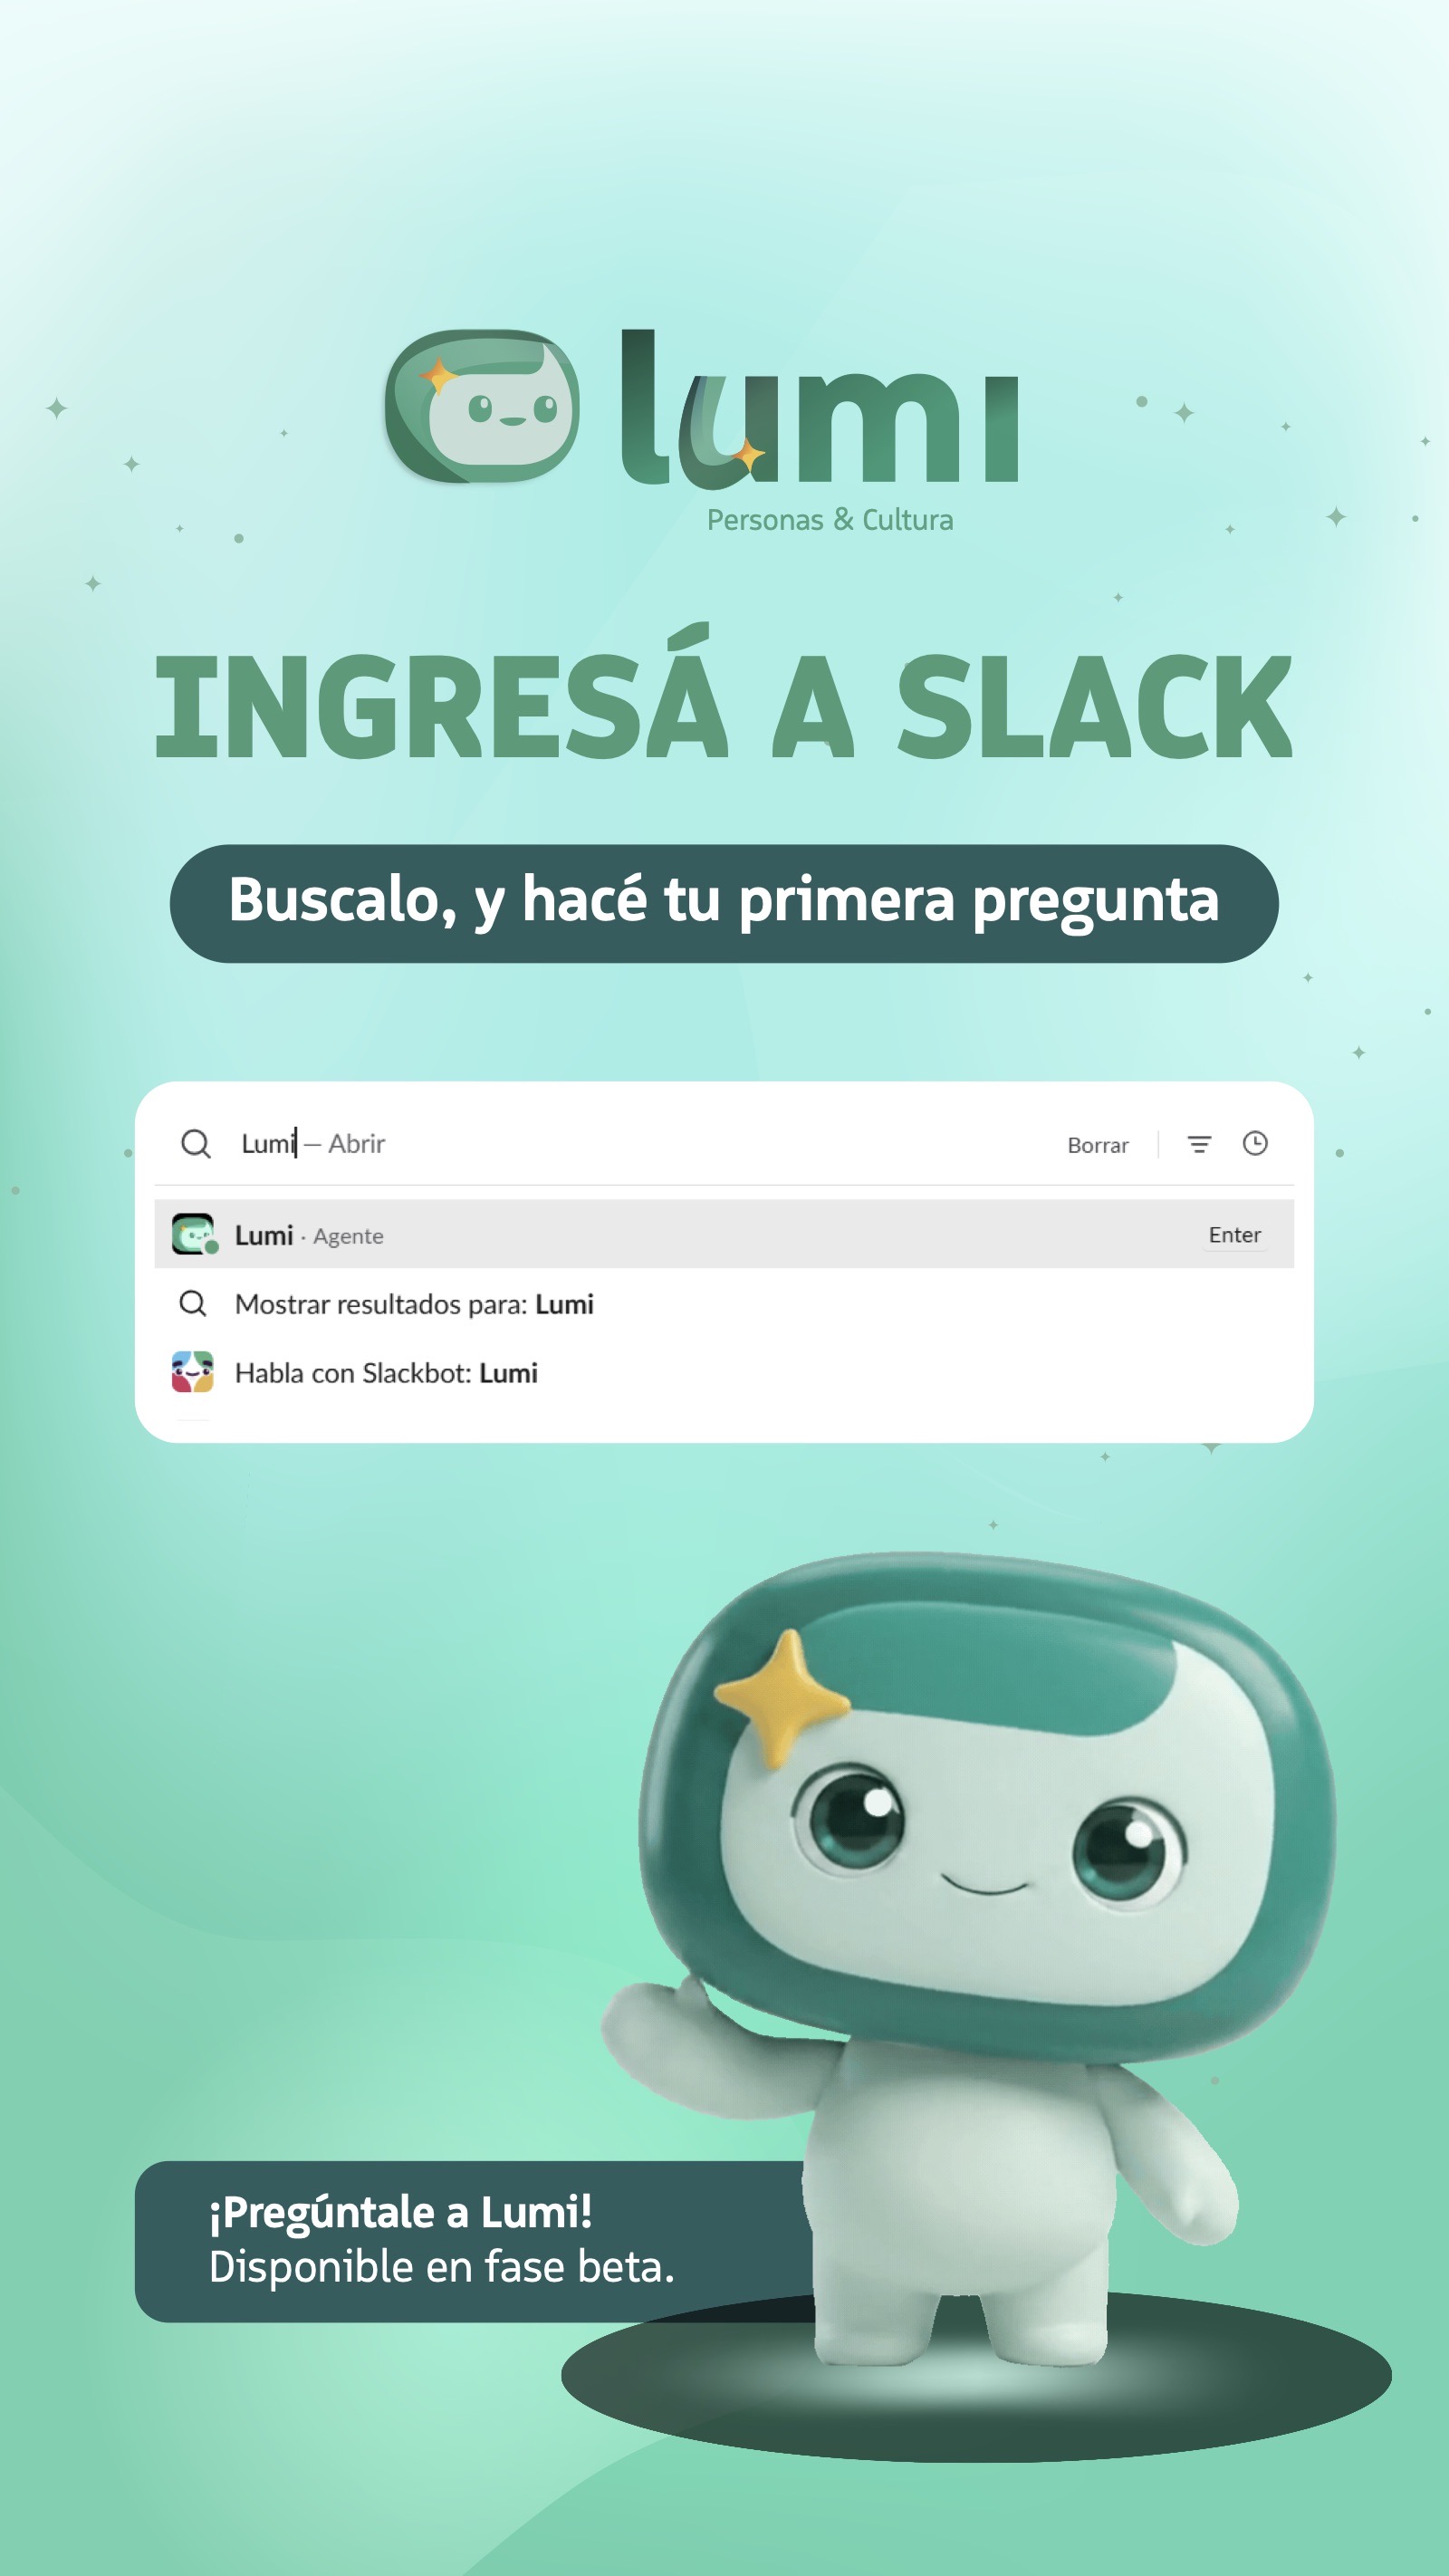 lumi
Personas & Cultura
INGRESÁ A SLACK
Buscalo, y hacé tu primera pregunta
Lumi — Abrir Borrar
Lumi · Agente Enter
Mostrar resultados para: Lumi
Habla con Slackbot: Lumi
¡Pregúntale a Lumi!
Disponible en fase beta.